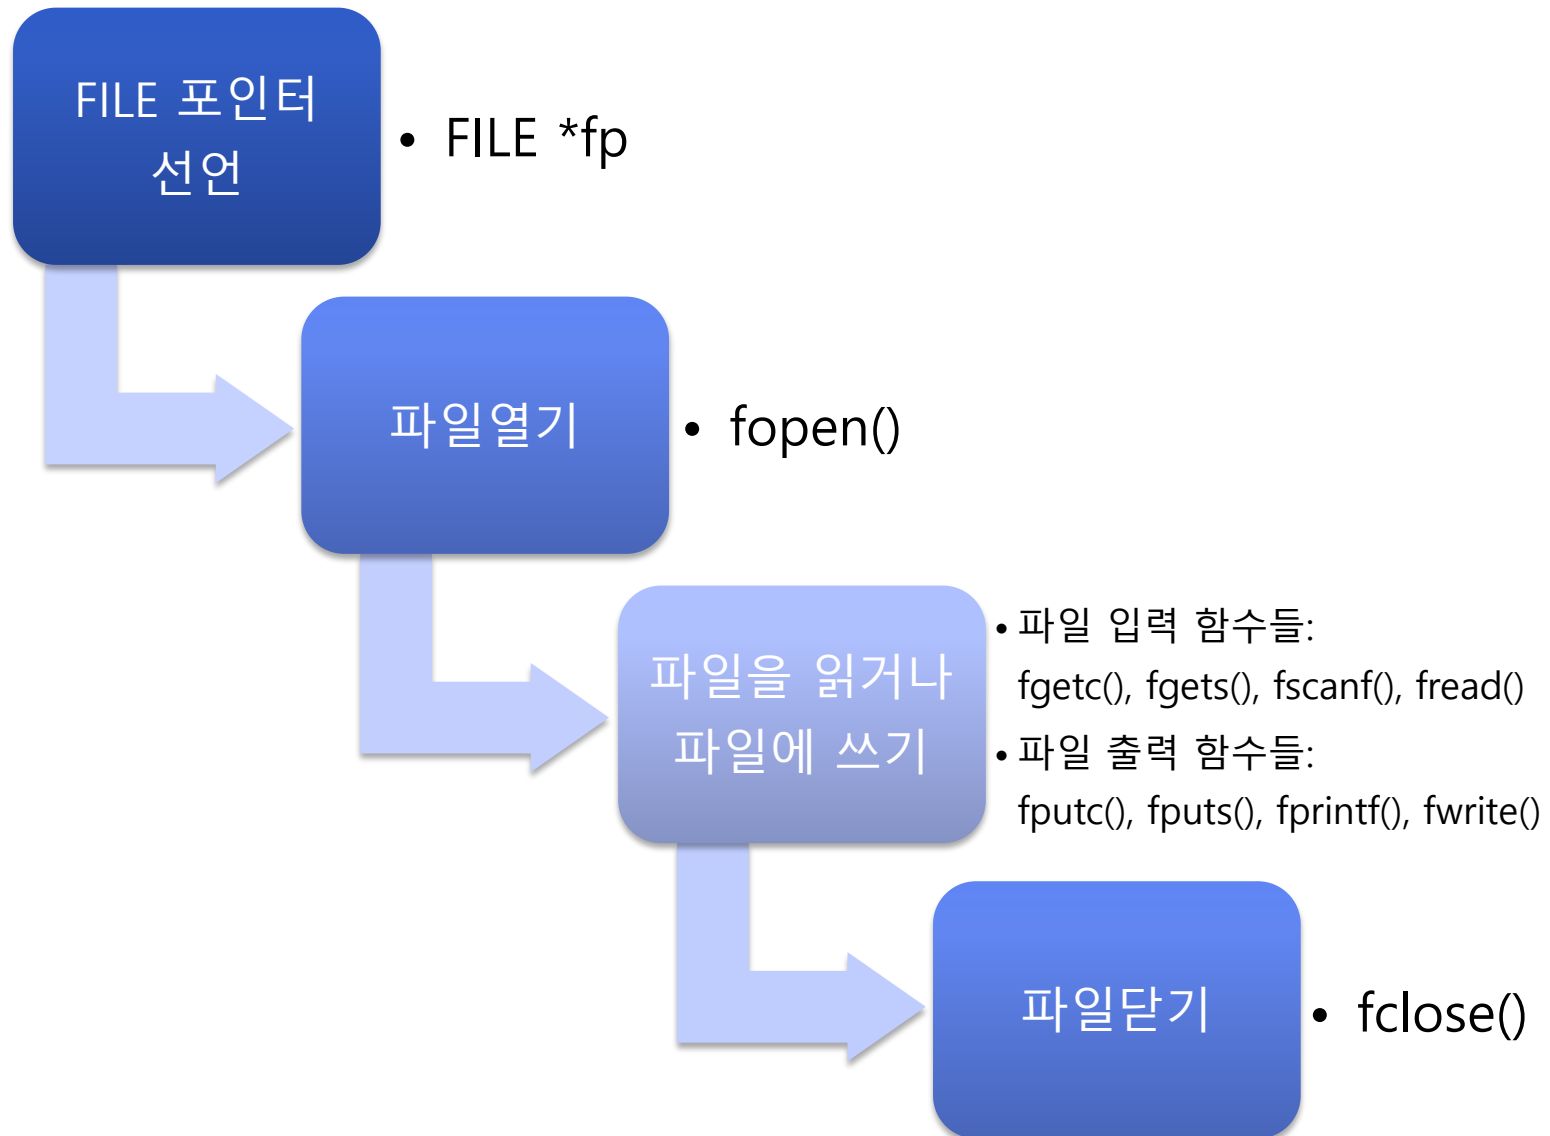 FILE 포인터
선언
• FILE *fp
파일열기
• fopen()
파일을 읽거나
파일에 쓰기
• 파일 입력 함수들:
fgetc(), fgets(), fscanf(), fread()
• 파일 출력 함수들:
fputc(), fputs(), fprintf(), fwrite()
파일닫기
• fclose()